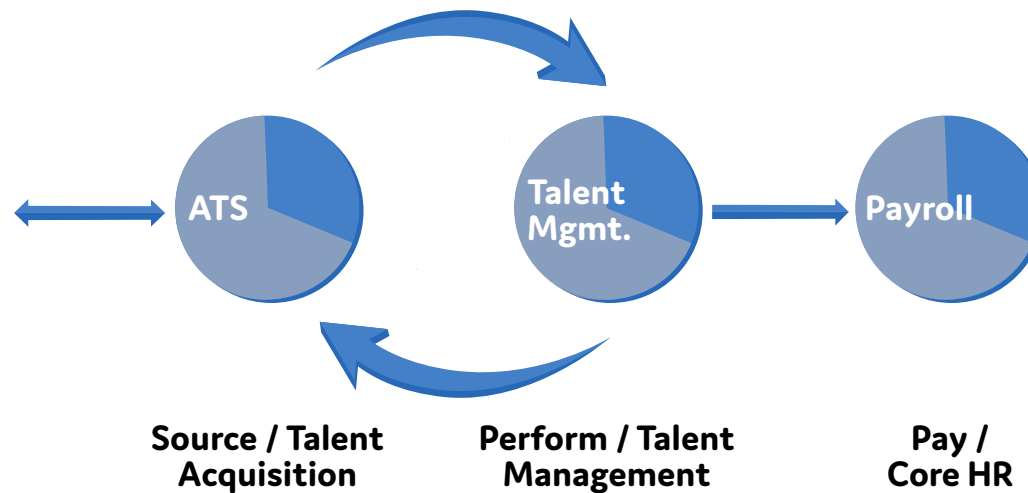 ATS
Talent
Mgmt.
Payroll
Source / Talent
Acquisition
Perform / Talent
Management
Pay /
Core HR